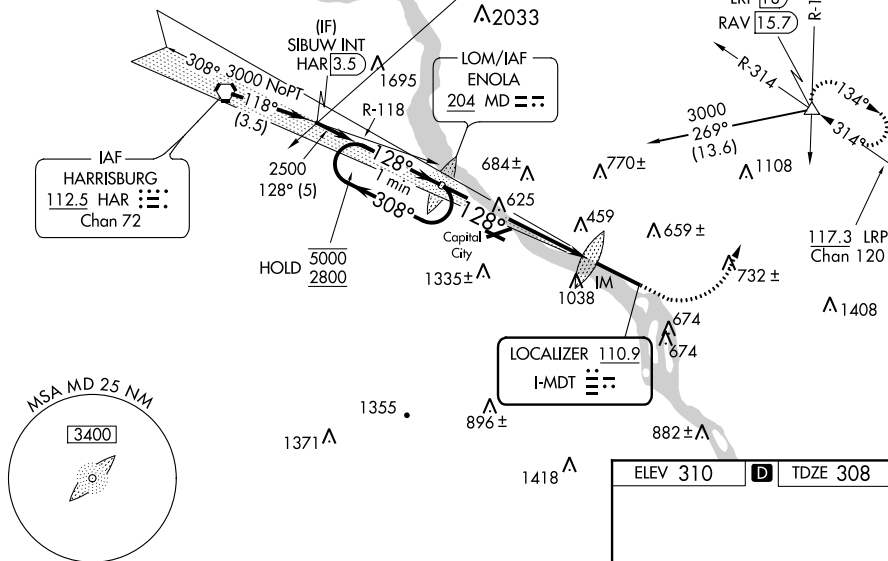 2033
LRP 16
RAV 15.7
R-1
(IF)
SIBUW INT
HAR 3.5
1695
LOM/IAF
ENOLA
204 MD
308° 3000 NoPT
118°
(3.5)
R-118
R-314
134°
314°
3000
269°
(13.6)
1108
IAF
HARRISBURG
112.5 HAR
Chan 72
2500
128° (5)
128°
1 min
308°
128°
684±
770±
625
459
659±
Capital
City
HOLD 5000
2800
1335±
1038
IM
732±
117.3 LRP
Chan 120
1408
674
674
LOCALIZER 110.9
I-MDT
MSA MD 25 NM
3400
1355
1371
896±
882±
1418
ELEV 310
D
TDZE 308